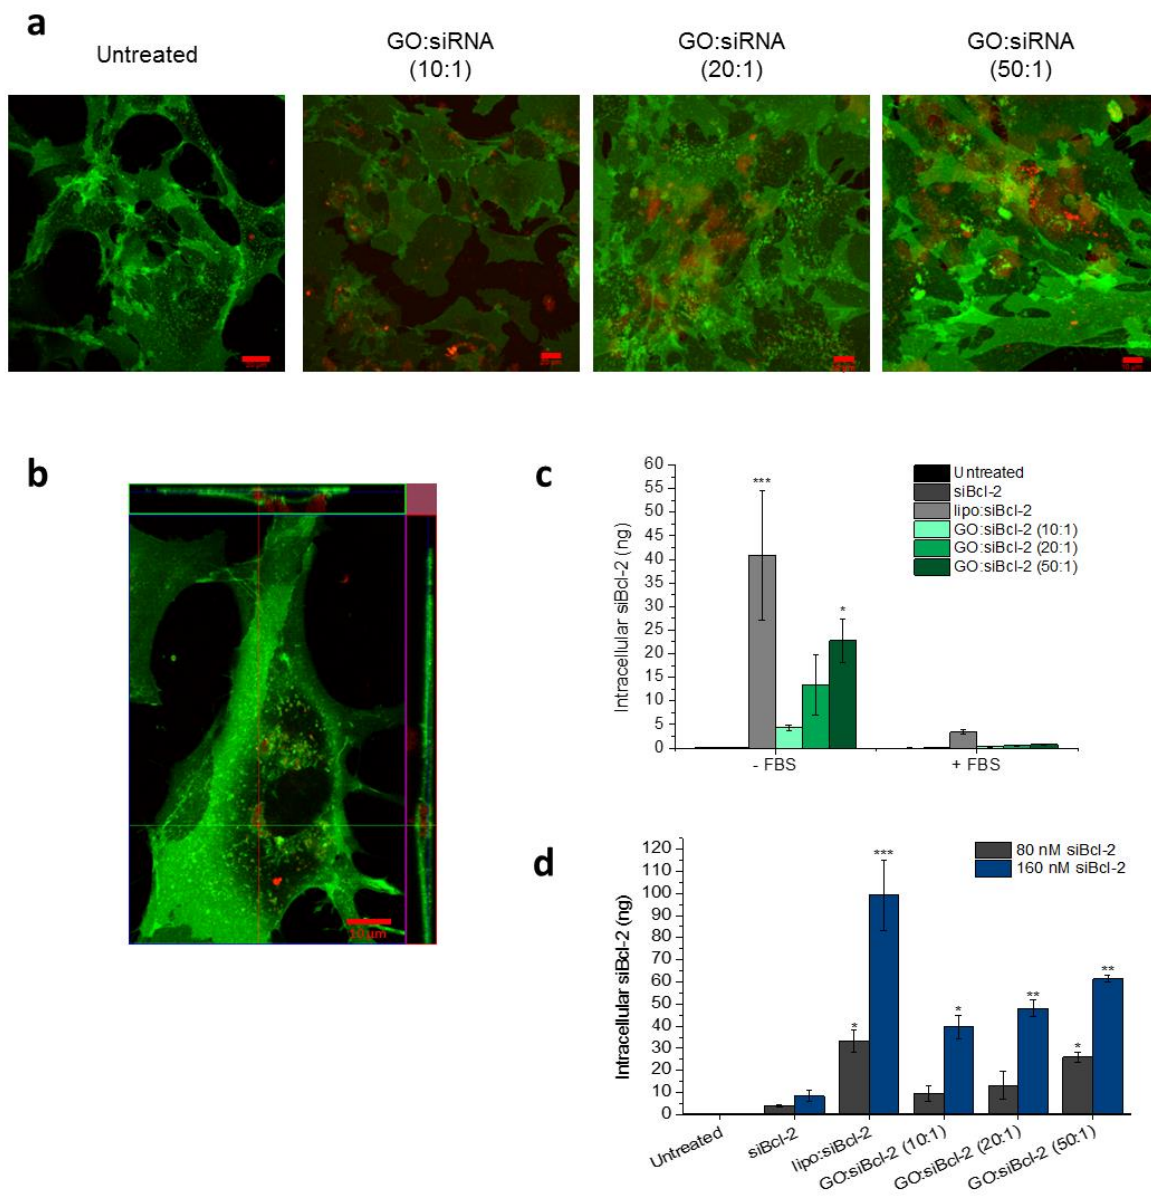 a
Untreated
GO:siRNA
(10:1)
GO:siRNA
(20:1)
GO:siRNA
(50:1)
b
10 µm
c
Intracellular siBcl-2 (ng)
60
55
50
45
40
35
30
25
20
15
10
5
0
***
*
- FBS
+ FBS
Untreated
siBcl-2
lipo:siBcl-2
GO:siBcl-2 (10:1)
GO:siBcl-2 (20:1)
GO:siBcl-2 (50:1)
d
Intracellular siBcl-2 (ng)
120
110
100
90
80
70
60
50
40
30
20
10
0
80 nM siBcl-2
160 nM siBcl-2
*
***
*
**
*
**
Untreated
siBcl-2
lipo:siBcl-2
GO:siBcl-2 (10:1)
GO:siBcl-2 (20:1)
GO:siBcl-2 (50:1)